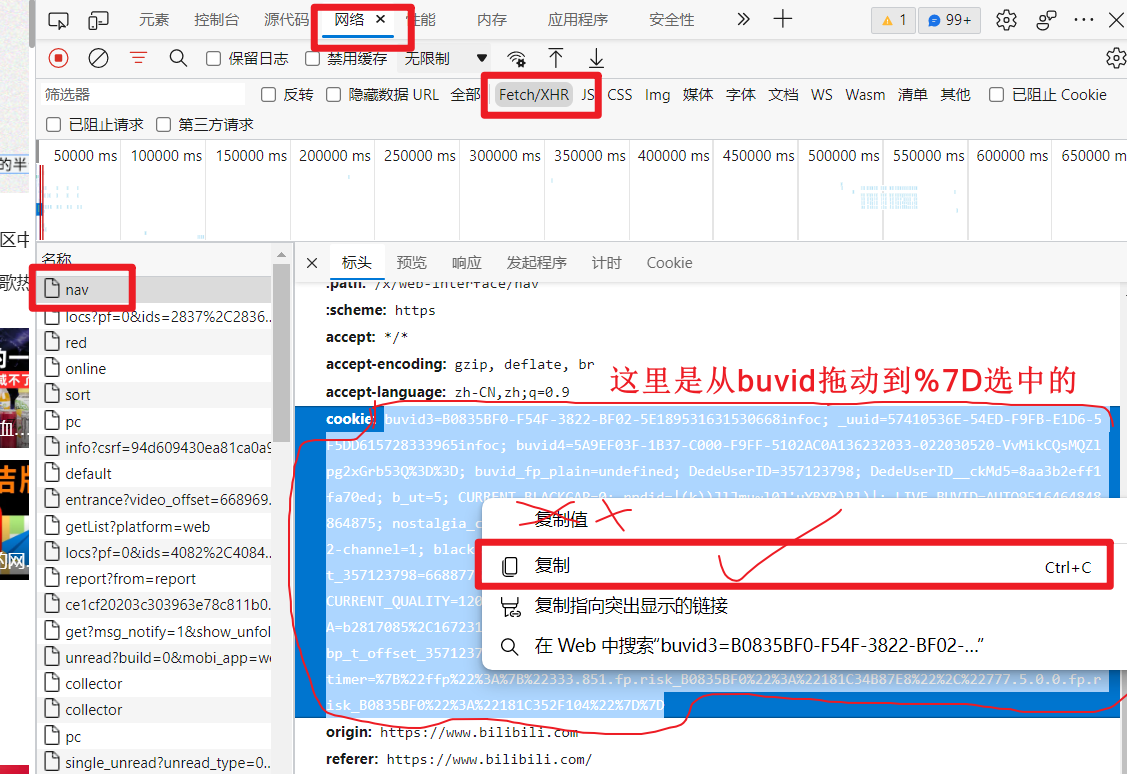 元素 控制台 源代码 网络 性能 内存 应用程序 安全性 1 99+
保留日志 禁用缓存 无限制
筛选器 反转 隐藏数据 URL 全部 Fetch/XHR JS CSS Img 媒体 字体 文档 WS Wasm 清单 其他 已阻止 Cookie
已阻止请求 第三方请求
50000 ms 100000 ms 150000 ms 200000 ms 250000 ms 300000 ms 350000 ms 400000 ms 450000 ms 500000 ms 550000 ms 600000 ms 650000 m
的半
区中
歌热
名称
nav
locs?pf=0&ids=2837%2C2836..
red
online
sort
pc
info?csrf=94d609430ea81ca0a9
default
entrance?video_offset=668969.
getList?platform=web
locs?pf=0&ids=4082%2C4084..
report?from=report
ce1cf20203c303963e78c811b0.
get?msg_notify=1&show_unfol
unread?build=0&mobi_app=we
collector
collector
pc
single_unread?unread_type=0..
标头 预览 响应 发起程序 计时 Cookie
:path: /x/web-interface/nav
:scheme: https
accept: */*
accept-encoding: gzip, deflate, br
这里是从buvid拖动到%7D选中的
accept-language: zh-CN,zh;q=0.9
cookie: buvid3=B0835BF0-F54F-3822-BF02-5E189531631530668infoc; _uuid=57410536E-54ED-F9FB-E1D6-5
F5DD615728333965infoc; buvid4=5A9EF03F-1B37-C000-F9FF-5102AC0A136232033-022030520-VvMikCQsMQZl
pg2xGrb53Q%3D%3D; buvid_fp_plain=undefined; DedeUserID=357123798; DedeUserID__ckMd5=8aa3b2eff1
fa70ed; b_ut=5; CURRENT_BLACKGAP=0;
864875; nostalgia_c
2-channel=1; black
t_357123798=668877
CURRENT_QUALITY=120
A=b2817085%2C167231
bp_t_offset_3571237
timer=%7B%22ffp%22%3A%7B%22333.851.fp.risk_B0835BF0%22%3A%22181C34B87E8%22%2C%22777.5.0.0.fp.r
isk_B0835BF0%22%3A%22181C352F104%22%7D%7D
复制值
复制 Ctrl+C
复制指向突出显示的链接
在 Web 中搜索“buvid3=B0835BF0-F54F-3822-BF02-...”
origin: https://www.bilibili.com
referer: https://www.bilibili.com/